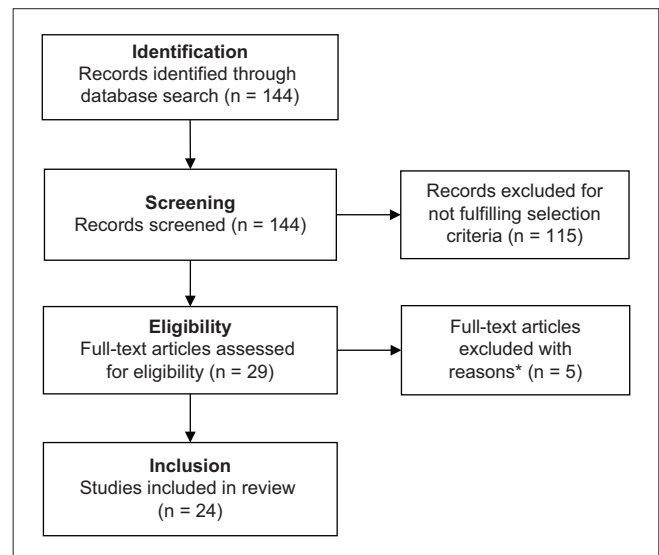 Identification
Records identified through
database search (n = 144)
Screening
Records screened (n = 144)
Records excluded for
not fulfilling selection
criteria (n = 115)
Eligibility
Full-text articles assessed
for eligibility (n = 29)
Full-text articles
excluded with
reasons* (n = 5)
Inclusion
Studies included in review
(n = 24)